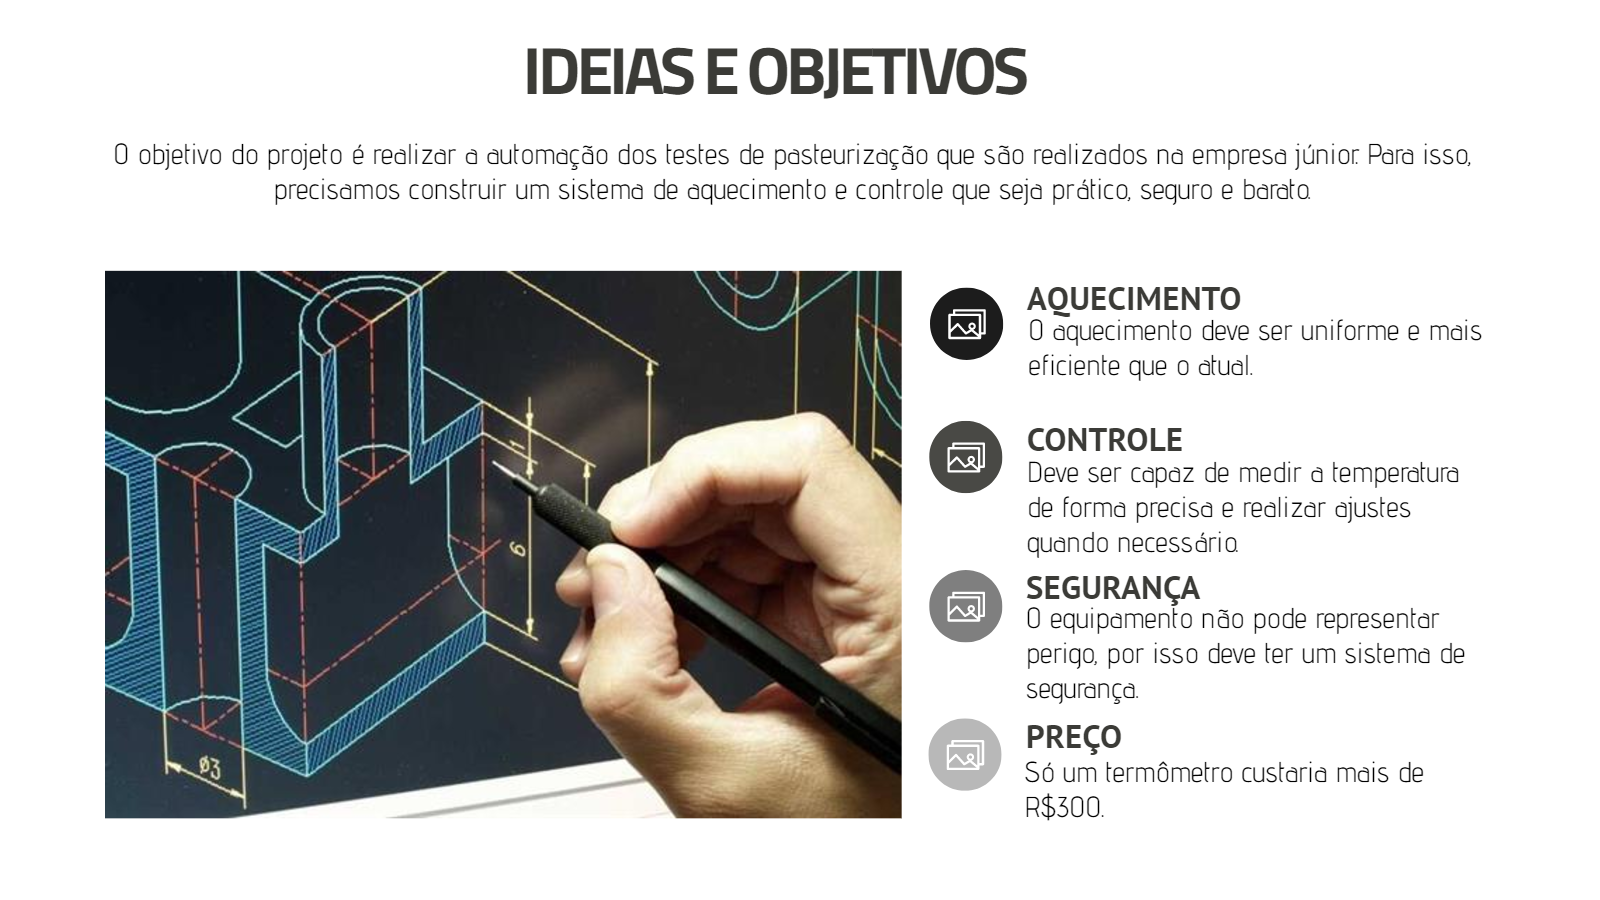 IDEIAS E OBJETIVOS
O objetivo do projeto é realizar a automação dos testes de pasteurização que são realizados na empresa júnior. Para isso,
precisamos construir um sistema de aquecimento e controle que seja prático, seguro e barato.
AQUECIMENTO
O aquecimento deve ser uniforme e mais
eficiente que o atual.
CONTROLE
Deve ser capaz de medir a temperatura
de forma precisa e realizar ajustes
quando necessário.
SEGURANÇA
O equipamento não pode representar
perigo, por isso deve ter um sistema de
segurança.
PREÇO
Só um termômetro custaria mais de
R$300.
1
6
Ø3